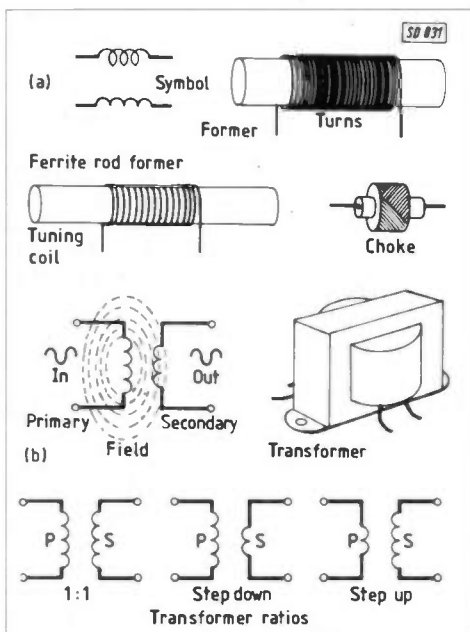 SD 831
(a)
Symbol
Former
Turns
Ferrite rod former
Tuning
coil
Choke
In
Out
Primary
Secondary
Field
(b)
Transformer
P S
P S
P S
1:1
Step down
Step up
Transformer ratios